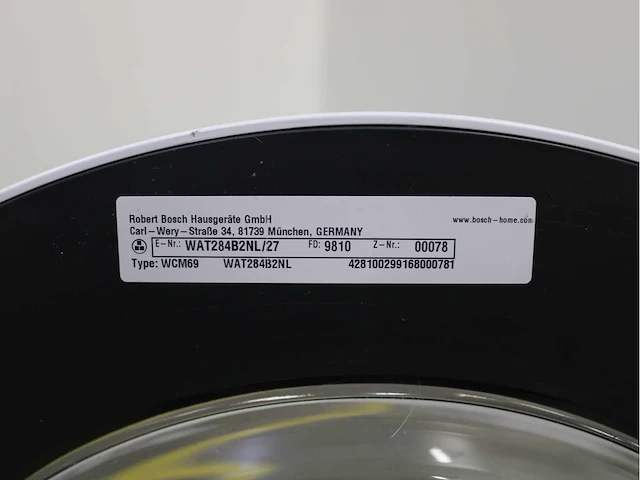 Robert Bosch Hausgeräte GmbH
www.bosch-home.com
Carl-Wery-Straße 34, 81739 München, GERMANY
E-Nr.: WAT284B2NL/27 FD: 9810 Z-Nr.: 00078
Type: WCM69 WAT284B2NL 428100299168000781